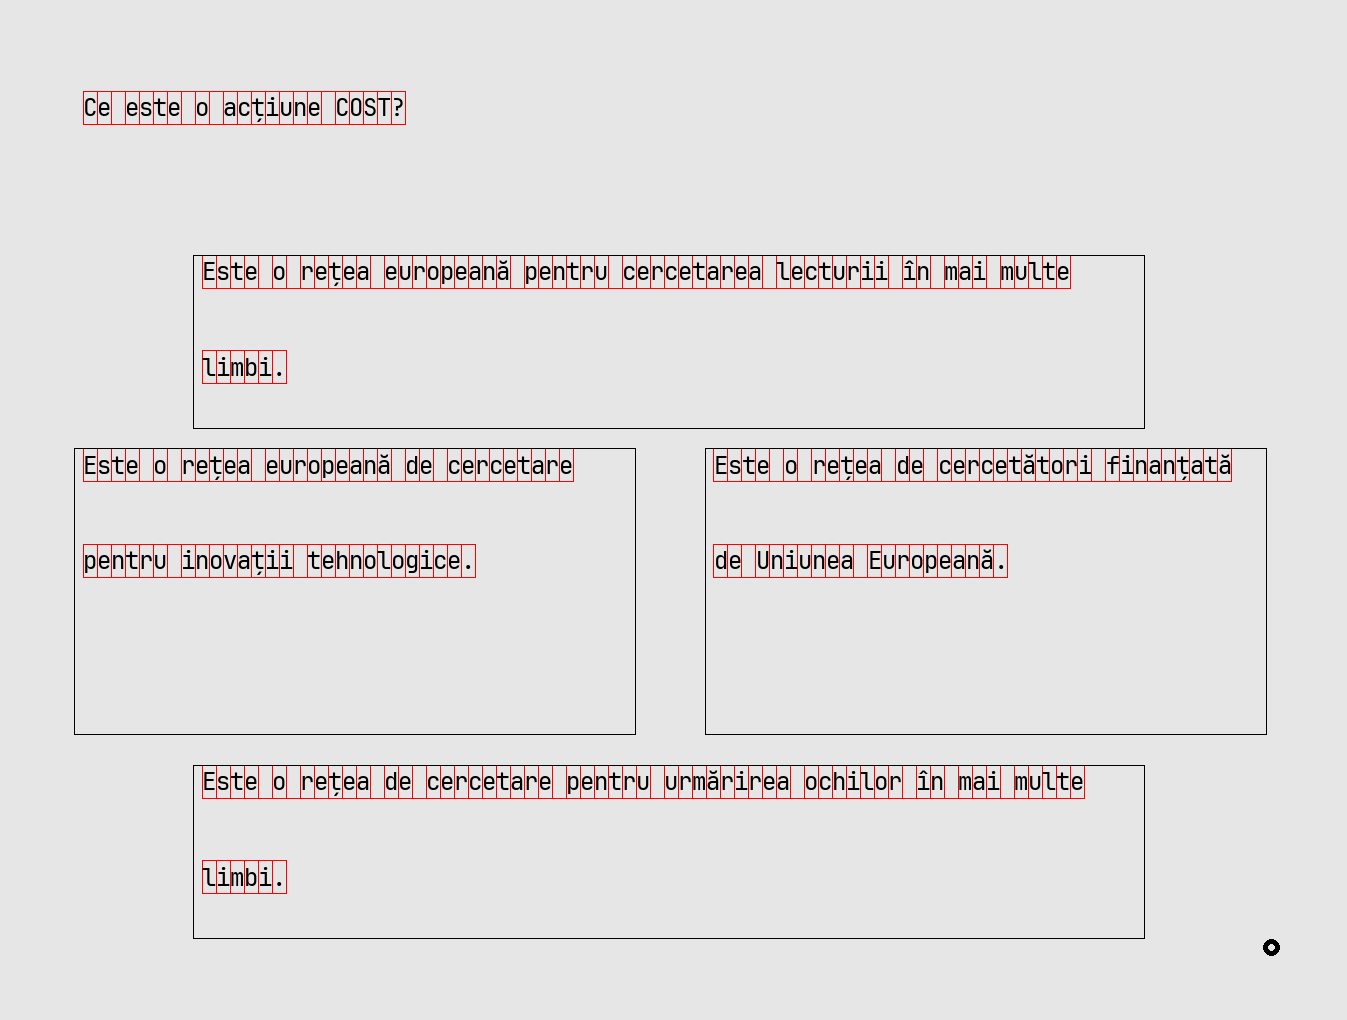 Ce este o acțiune COST?
Este o rețea europeană pentru cercetarea lecturii în mai multe
limbi.
Este o rețea europeană de cercetare
pentru inovații tehnologice.
Este o rețea de cercetători finanțată
de Uniunea Europeană.
Este o rețea de cercetare pentru urmărirea ochilor în mai multe
limbi.